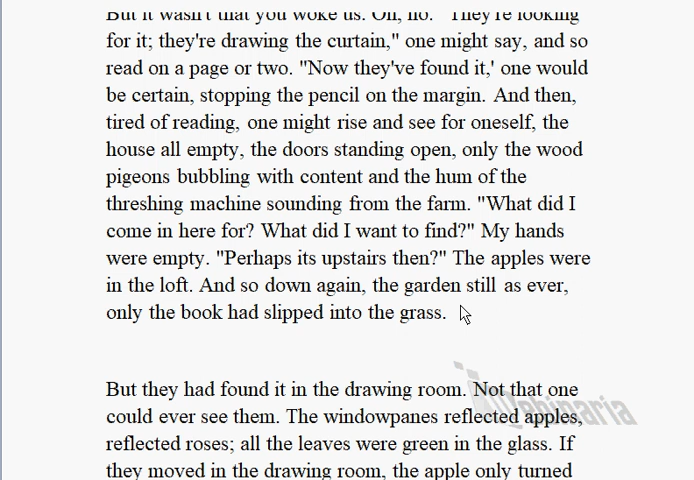 But it wasn't that you woke us. Oh, no. "They're looking
for it; they're drawing the curtain," one might say, and so
read on a page or two. "Now they've found it,' one would
be certain, stopping the pencil on the margin. And then,
tired of reading, one might rise and see for oneself, the
house all empty, the doors standing open, only the wood
pigeons bubbling with content and the hum of the
threshing machine sounding from the farm. "What did I
come in here for? What did I want to find?" My hands
were empty. "Perhaps its upstairs then?" The apples were
in the loft. And so down again, the garden still as ever,
only the book had slipped into the grass.
But they had found it in the drawing room. Not that one
could ever see them. The windowpanes reflected apples,
reflected roses; all the leaves were green in the glass. If
they moved in the drawing room, the apple only turned
Webinaria